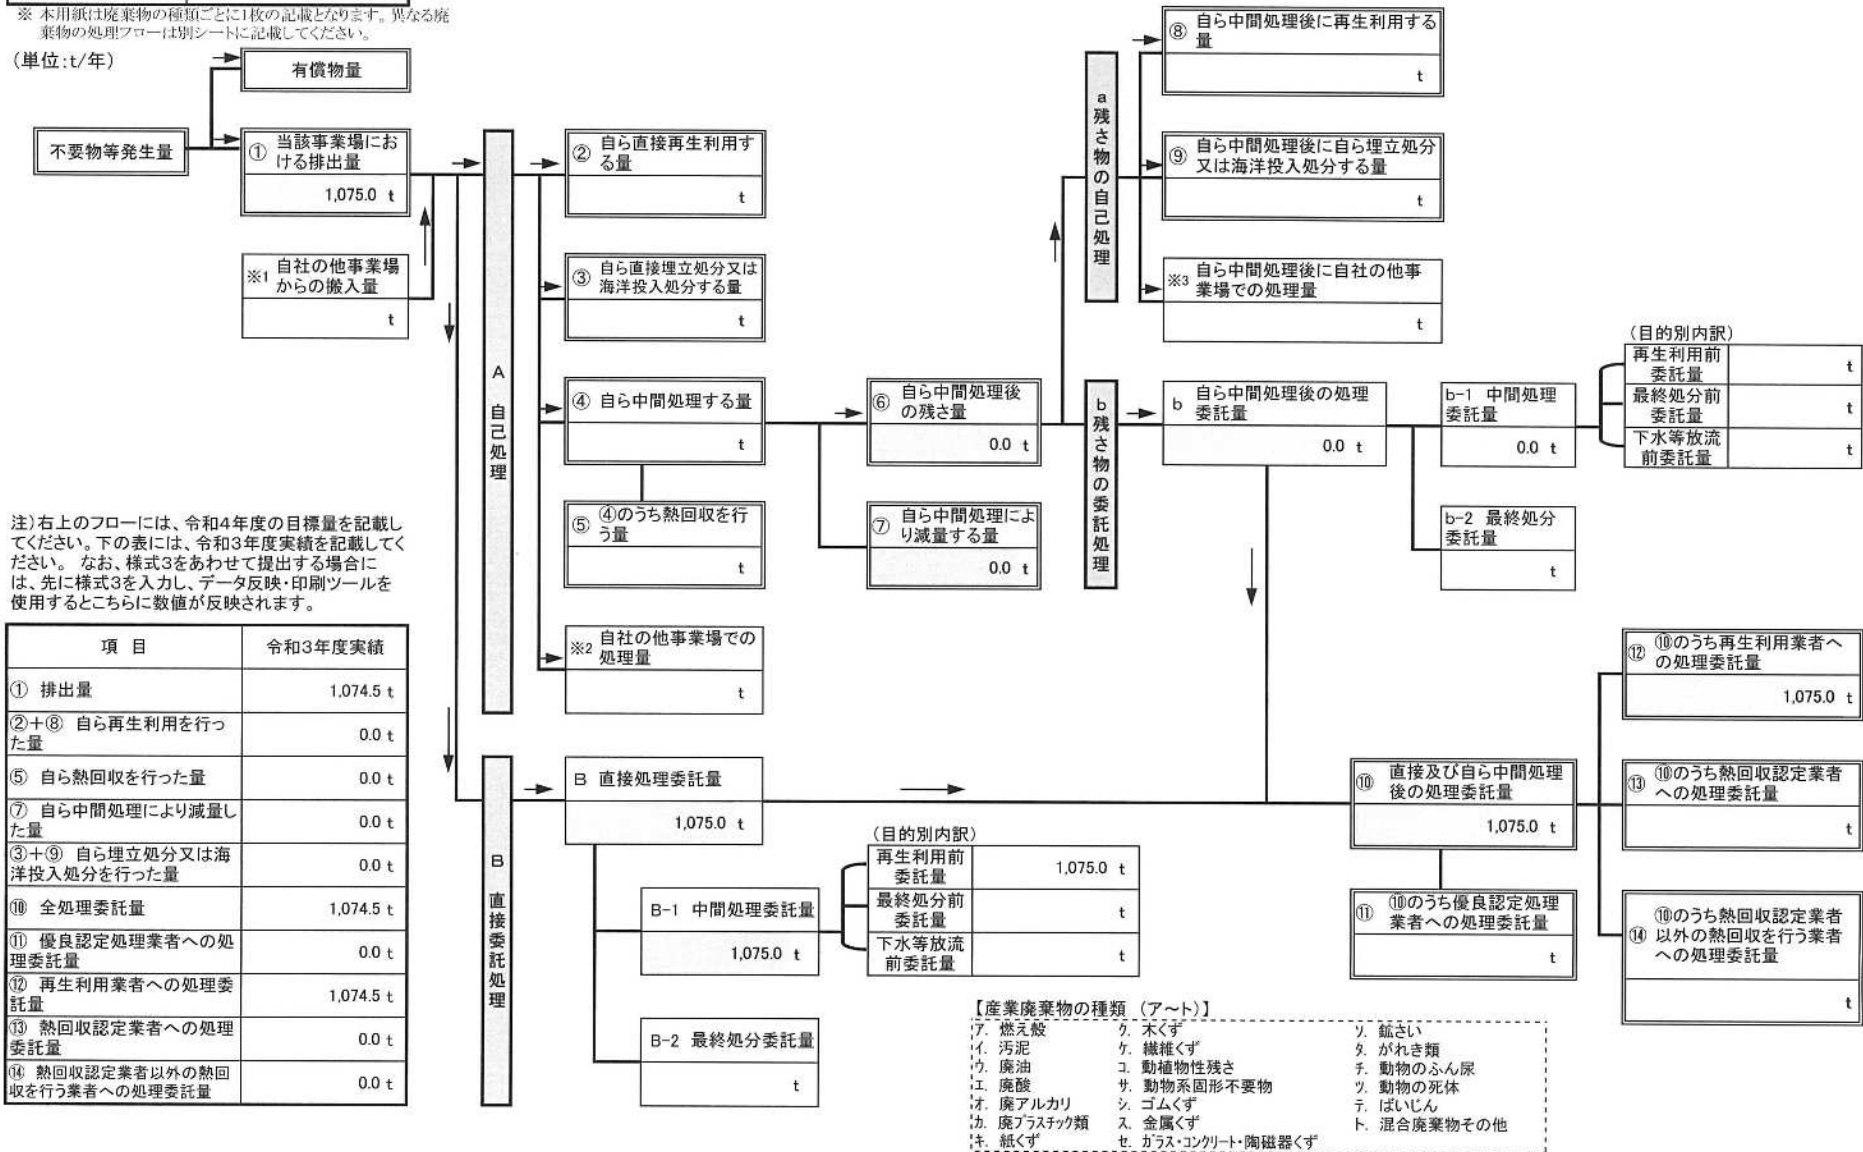 ※ 本用紙は廃棄物の種類ごとに1枚の記載となります。異なる廃
棄物の処理フローは別シートに記載してください。
(単位:t/年)
有償物量
不要物等発生量
① 当該事業場にお
ける排出量
1,075.0 t
※1 自社の他事業場
からの搬入量
t
A 自己処理
② 自ら直接再生利用す
る量
t
③ 自ら直接埋立処分又は
海洋投入処分する量
t
④ 自ら中間処理する量
t
⑤ ④のうち熱回収を行
う量
t
※2 自社の他事業場での
処理量
t
⑥ 自ら中間処理後
の残さ量
0.0 t
⑦ 自ら中間処理によ
り減量する量
0.0 t
a 残さ物の自己処理
⑧ 自ら中間処理後に再生利用する
量
t
⑨ 自ら中間処理後に自ら埋立処分
又は海洋投入処分する量
t
※3 自ら中間処理後に自社の他事
業場での処理量
t
b 残さ物の委託処理
b 自ら中間処理後の処理
委託量
0.0 t
b-1 中間処理
委託量
0.0 t
(目的別内訳)
再生利用前
委託量
t
最終処分前
委託量
t
下水等放流
前委託量
t
b-2 最終処分
委託量
t
注)右上のフローには、令和4年度の目標量を記載し
てください。下の表には、令和3年度実績を記載してく
ださい。 なお、様式3をあわせて提出する場合に
は、先に様式3を入力し、データ反映・印刷ツールを
使用するとこちらに数値が反映されます。
項 目 令和3年度実績
① 排出量 1,074.5 t
②+⑧ 自ら再生利用を行っ
た量 0.0 t
⑤ 自ら熱回収を行った量 0.0 t
⑦ 自ら中間処理により減量し
た量 0.0 t
③+⑨ 自ら埋立処分又は海
洋投入処分を行った量 0.0 t
⑩ 全処理委託量 1,074.5 t
⑪ 優良認定処理業者への処
理委託量 0.0 t
⑫ 再生利用業者への処理委
託量 1,074.5 t
⑬ 熱回収認定業者への処理
委託量 0.0 t
⑭ 熱回収認定業者以外の熱回
収を行う業者への処理委託量 0.0 t
B 直接委託処理
B 直接処理委託量
1,075.0 t
B-1 中間処理委託量
1,075.0 t
(目的別内訳)
再生利用前
委託量
1,075.0 t
最終処分前
委託量
t
下水等放流
前委託量
t
B-2 最終処分委託量
t
⑩ 直接及び自ら中間処理
後の処理委託量
1,075.0 t
⑪ ⑩のうち優良認定処理
業者への処理委託量
t
⑫ ⑩のうち再生利用業者へ
の処理委託量
1,075.0 t
⑬ ⑩のうち熱回収認定業者
への処理委託量
t
⑭ ⑩のうち熱回収認定業者
以外の熱回収を行う業者
への処理委託量
t
【産業廃棄物の種類 (ア~ト)】
ア. 燃え殻
イ. 汚泥
ウ. 廃油
エ. 廃酸
オ. 廃アルカリ
カ. 廃プラスチック類
キ. 紙くず
ク. 木くず
ケ. 繊維くず
コ. 動植物性残さ
サ. 動物系固形不要物
シ. ゴムくず
ス. 金属くず
セ. ガラス・コンクリート・陶磁器くず
ソ. 鉱さい
タ. がれき類
チ. 動物のふん尿
ツ. 動物の死体
テ. ばいじん
ト. 混合廃棄物その他